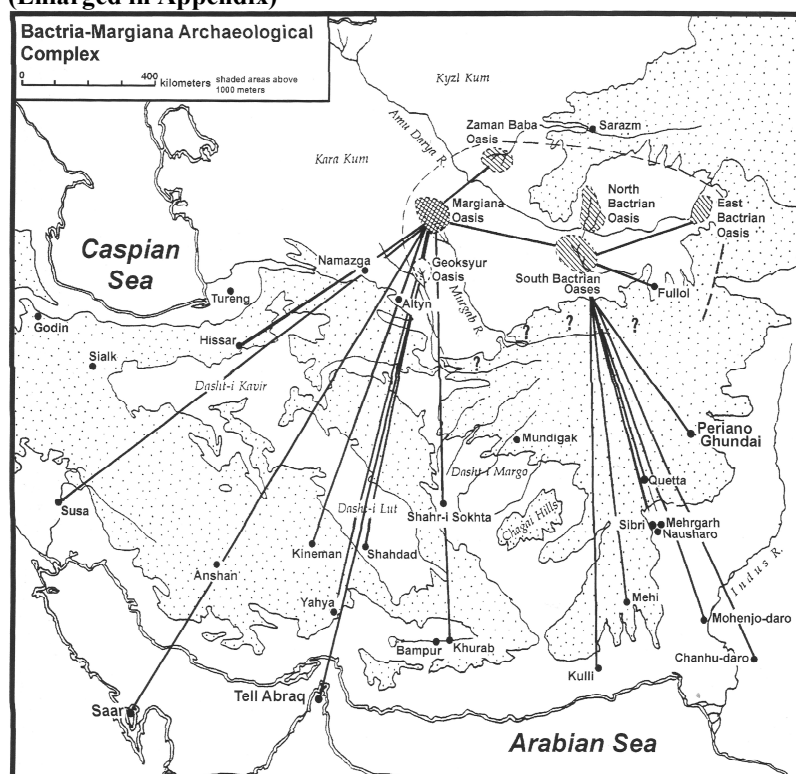 (Enlarged in Appendix)
Bactria-Margiana Archaeological
Complex
0 400 kilometers shaded areas above
1000 meters
Kyzl Kum
Amu Darya R.
Zaman Baba
Oasis
Sarazm
Kara Kum
Margiana
Oasis
North
Bactrian
Oasis
East
Bactrian
Oasis
Caspian
Sea
Namazga
Geoksyur
Oasis
South Bactrian
Oases
Fullol
Tureng
Altyn
Murgab R.
Godin
Hissar
? ? ?
?
Sialk
Dasht-i Kavir
Mundigak
Periano
Ghundai
Dasht-i Margo
Quetta
Susa
Dasht-i Lut
Shahr-i Sokhta
Chagai Hills
Sibri
Mehrgarh
Nausharo
Kineman
Shahdad
Anshan
Indus R.
Yahya
Mehi
Mohenjo-daro
Bampur
Khurab
Chanhu-daro
Kulli
Saar
Tell Abraq
Arabian Sea